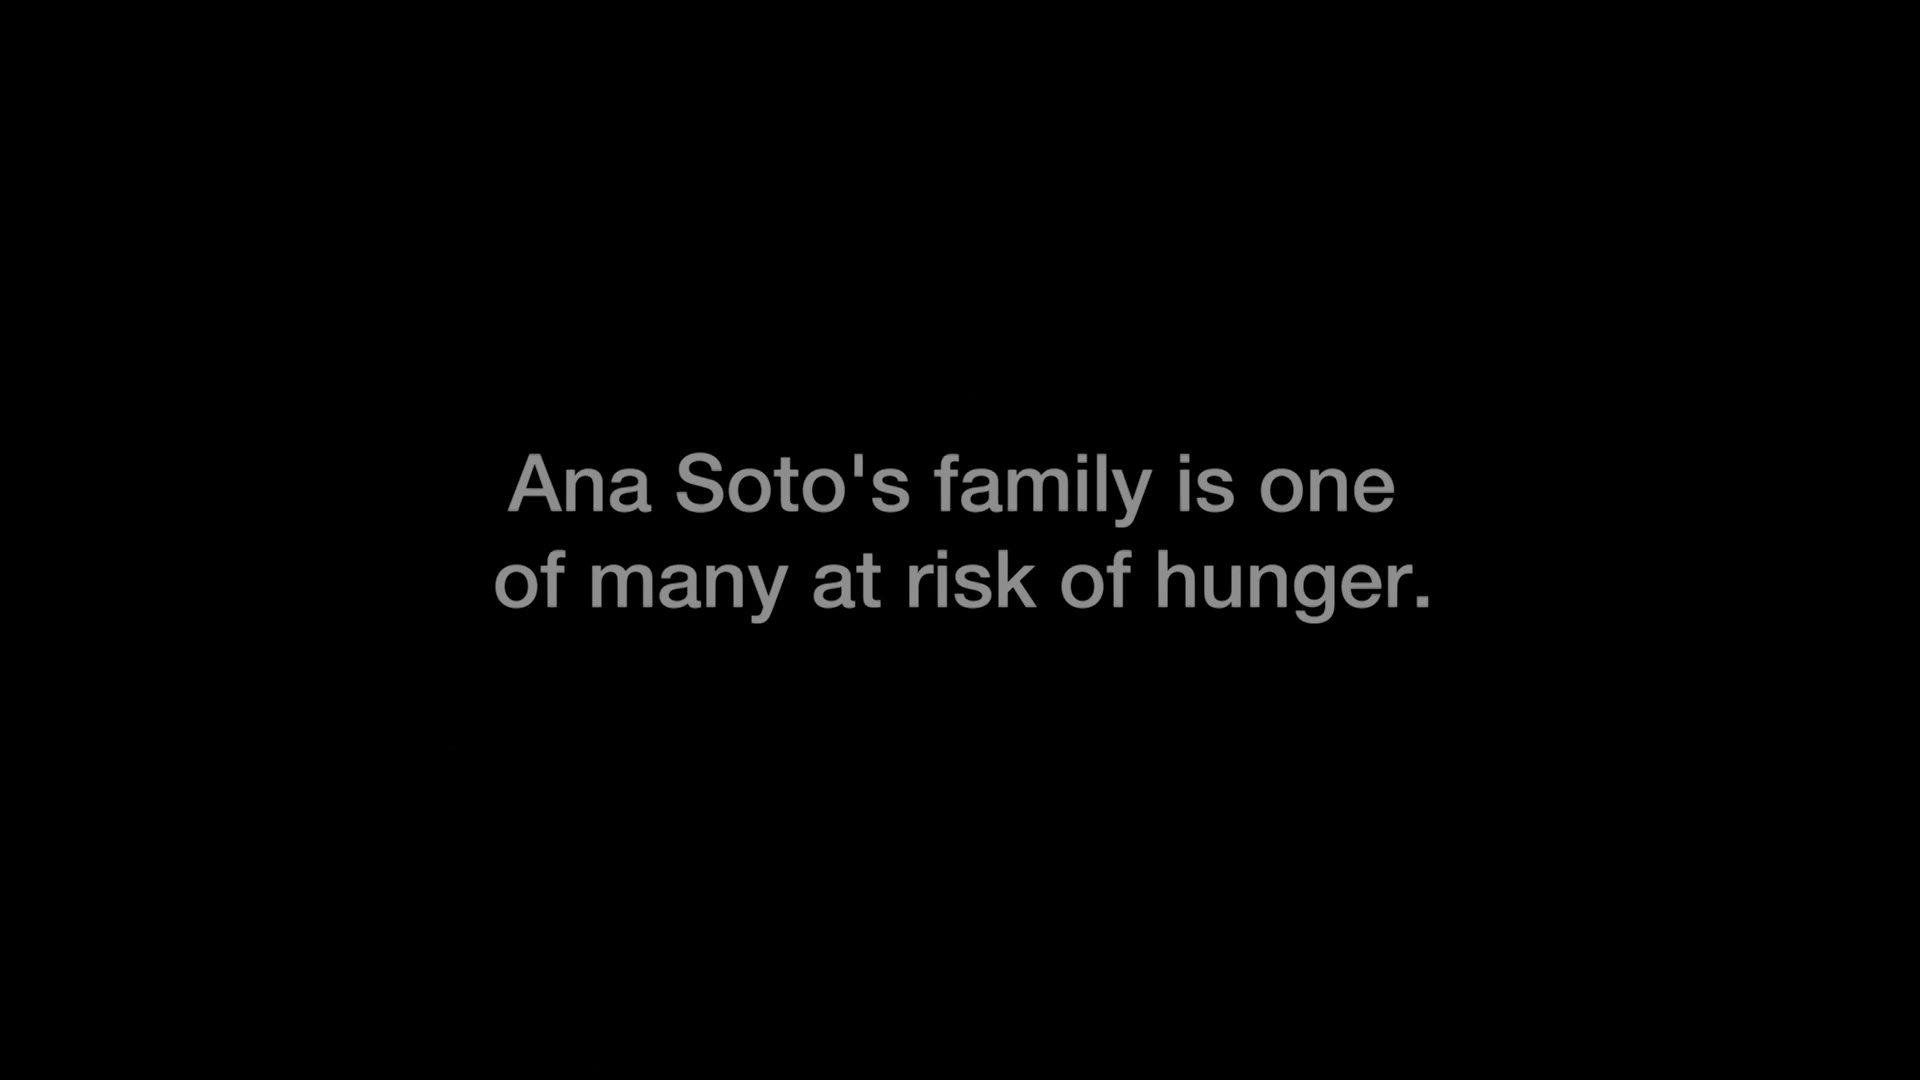 Ana Soto's family is one
of many at risk of hunger.